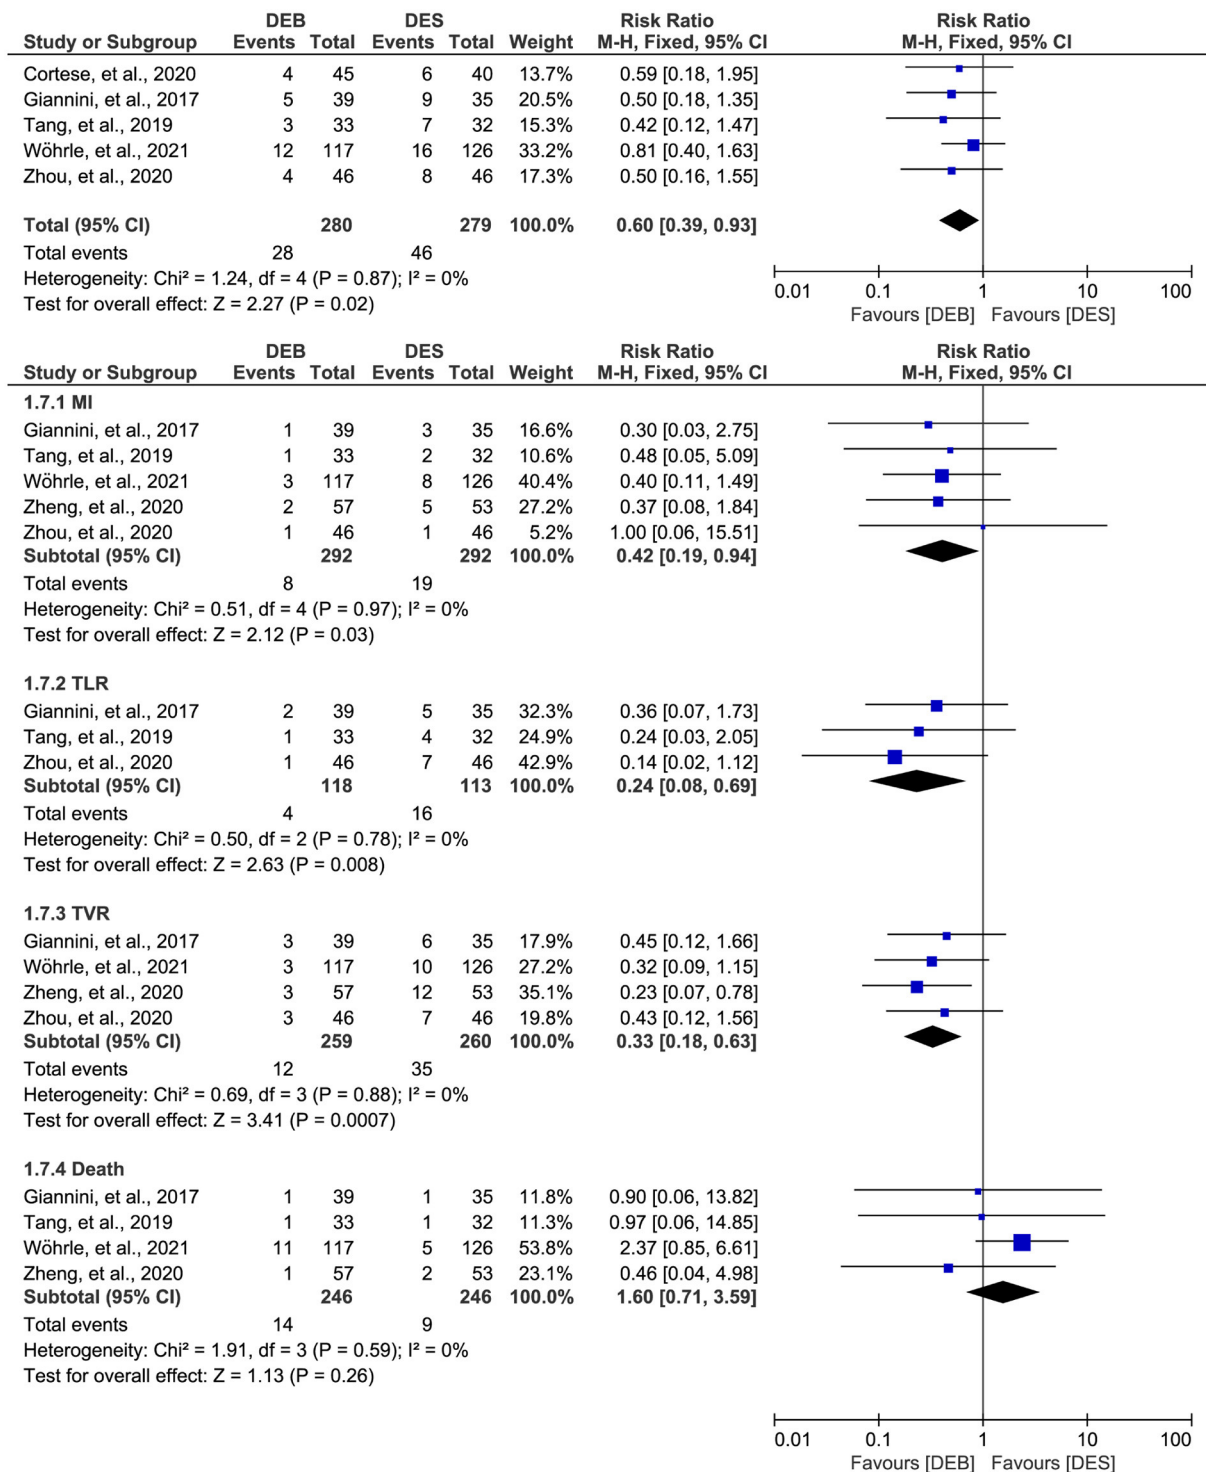 DEB DES Risk Ratio Risk Ratio
Study or Subgroup Events Total Events Total Weight M-H, Fixed, 95% CI M-H, Fixed, 95% CI
Cortese, et al., 2020 4 45 6 40 13.7% 0.59 [0.18, 1.95]
Giannini, et al., 2017 5 39 9 35 20.5% 0.50 [0.18, 1.35]
Tang, et al., 2019 3 33 7 32 15.3% 0.42 [0.12, 1.47]
Wöhrle, et al., 2021 12 117 16 126 33.2% 0.81 [0.40, 1.63]
Zhou, et al., 2020 4 46 8 46 17.3% 0.50 [0.16, 1.55]
Total (95% CI) 280 279 100.0% 0.60 [0.39, 0.93]
Total events 28 46
Heterogeneity: Chi² = 1.24, df = 4 (P = 0.87); I² = 0%
Test for overall effect: Z = 2.27 (P = 0.02)
0.01 0.1 1 10 100
Favours [DEB] Favours [DES]
DEB DES Risk Ratio Risk Ratio
Study or Subgroup Events Total Events Total Weight M-H, Fixed, 95% CI M-H, Fixed, 95% CI
1.7.1 MI
Giannini, et al., 2017 1 39 3 35 16.6% 0.30 [0.03, 2.75]
Tang, et al., 2019 1 33 2 32 10.6% 0.48 [0.05, 5.09]
Wöhrle, et al., 2021 3 117 8 126 40.4% 0.40 [0.11, 1.49]
Zheng, et al., 2020 2 57 5 53 27.2% 0.37 [0.08, 1.84]
Zhou, et al., 2020 1 46 1 46 5.2% 1.00 [0.06, 15.51]
Subtotal (95% CI) 292 292 100.0% 0.42 [0.19, 0.94]
Total events 8 19
Heterogeneity: Chi² = 0.51, df = 4 (P = 0.97); I² = 0%
Test for overall effect: Z = 2.12 (P = 0.03)
1.7.2 TLR
Giannini, et al., 2017 2 39 5 35 32.3% 0.36 [0.07, 1.73]
Tang, et al., 2019 1 33 4 32 24.9% 0.24 [0.03, 2.05]
Zhou, et al., 2020 1 46 7 46 42.9% 0.14 [0.02, 1.12]
Subtotal (95% CI) 118 113 100.0% 0.24 [0.08, 0.69]
Total events 4 16
Heterogeneity: Chi² = 0.50, df = 2 (P = 0.78); I² = 0%
Test for overall effect: Z = 2.63 (P = 0.008)
1.7.3 TVR
Giannini, et al., 2017 3 39 6 35 17.9% 0.45 [0.12, 1.66]
Wöhrle, et al., 2021 3 117 10 126 27.2% 0.32 [0.09, 1.15]
Zheng, et al., 2020 3 57 12 53 35.1% 0.23 [0.07, 0.78]
Zhou, et al., 2020 3 46 7 46 19.8% 0.43 [0.12, 1.56]
Subtotal (95% CI) 259 260 100.0% 0.33 [0.18, 0.63]
Total events 12 35
Heterogeneity: Chi² = 0.69, df = 3 (P = 0.88); I² = 0%
Test for overall effect: Z = 3.41 (P = 0.0007)
1.7.4 Death
Giannini, et al., 2017 1 39 1 35 11.8% 0.90 [0.06, 13.82]
Tang, et al., 2019 1 33 1 32 11.3% 0.97 [0.06, 14.85]
Wöhrle, et al., 2021 11 117 5 126 53.8% 2.37 [0.85, 6.61]
Zheng, et al., 2020 1 57 2 53 23.1% 0.46 [0.04, 4.98]
Subtotal (95% CI) 246 246 100.0% 1.60 [0.71, 3.59]
Total events 14 9
Heterogeneity: Chi² = 1.91, df = 3 (P = 0.59); I² = 0%
Test for overall effect: Z = 1.13 (P = 0.26)
0.01 0.1 1 10 100
Favours [DEB] Favours [DES]